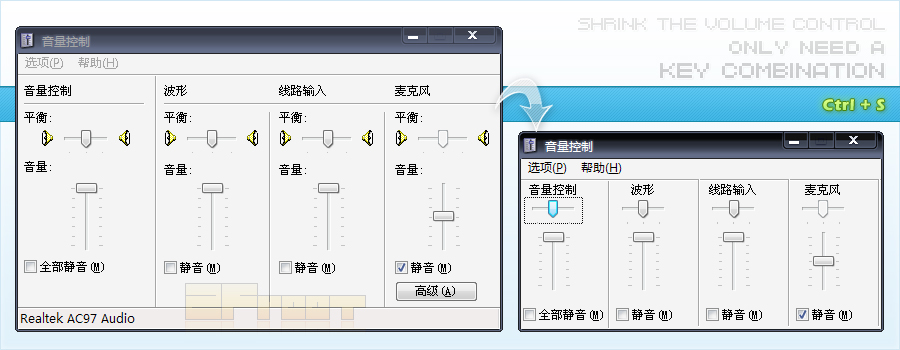 SHRINK THE VOLUME CONTROL
ONLY NEED A
KEY COMBINATION
Ctrl + S
音量控制
选项(P) 帮助(H)
音量控制 波形 线路输入 麦克风
平衡: 平衡: 平衡: 平衡:
音量: 音量: 音量: 音量:
全部静音(M) 静音(M) 静音(M) 静音(M)
高级(A)
Realtek AC97 Audio
音量控制
选项(P) 帮助(H)
音量控制 波形 线路输入 麦克风
全部静音(M) 静音(M) 静音(M) 静音(M)